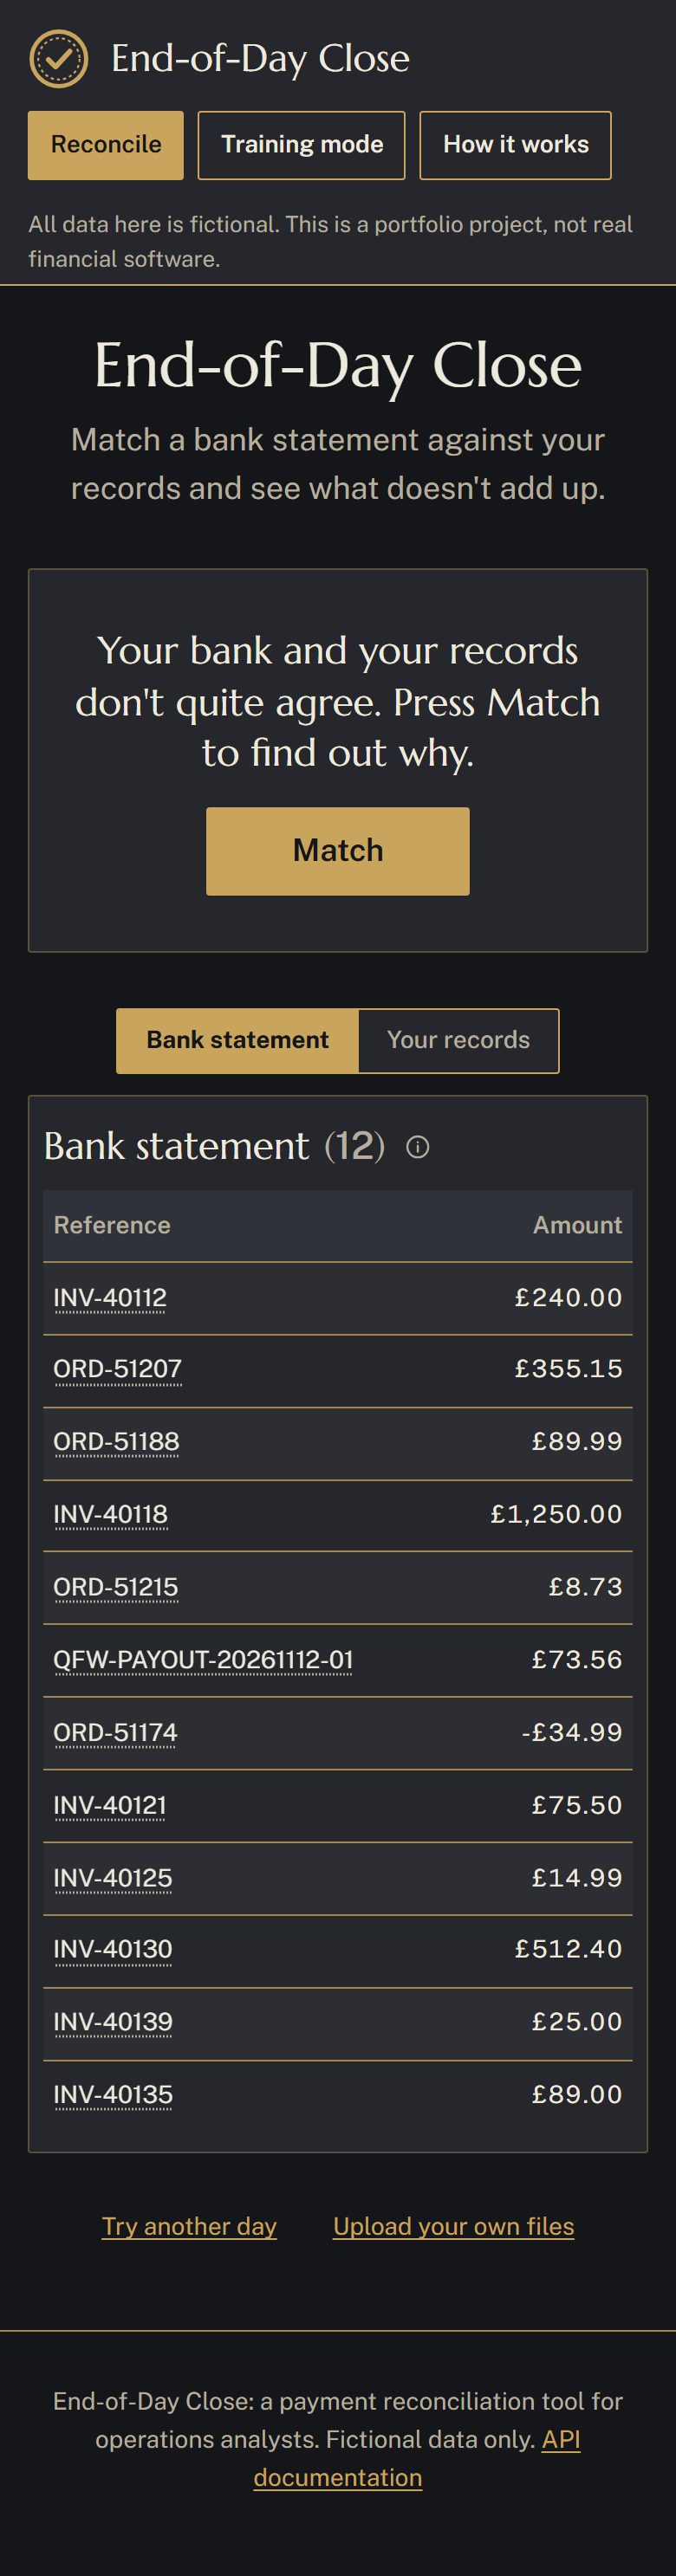 End-of-Day Close
Reconcile
Training mode
How it works
All data here is fictional. This is a portfolio project, not real
financial software.
End-of-Day Close
Match a bank statement against your
records and see what doesn't add up.
Your bank and your records
don't quite agree. Press Match
to find out why.
Match
Bank statement
Your records
Bank statement (12)
Reference Amount
INV-40112 £240.00
ORD-51207 £355.15
ORD-51188 £89.99
INV-40118 £1,250.00
ORD-51215 £8.73
QFW-PAYOUT-20261112-01 £73.56
ORD-51174 -£34.99
INV-40121 £75.50
INV-40125 £14.99
INV-40130 £512.40
INV-40139 £25.00
INV-40135 £89.00
Try another day
Upload your own files
End-of-Day Close: a payment reconciliation tool for
operations analysts. Fictional data only. API
documentation